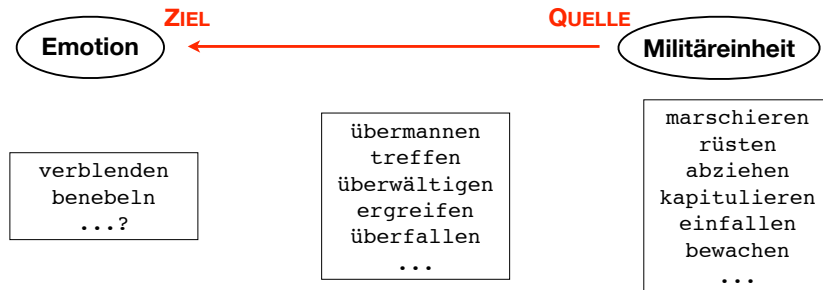 ZIEL
QUELLE
Emotion
Militäreinheit
verblenden
benebeln
...?
übermannen
treffen
überwältigen
ergreifen
überfallen
...
marschieren
rüsten
abziehen
kapitulieren
einfallen
bewachen
...